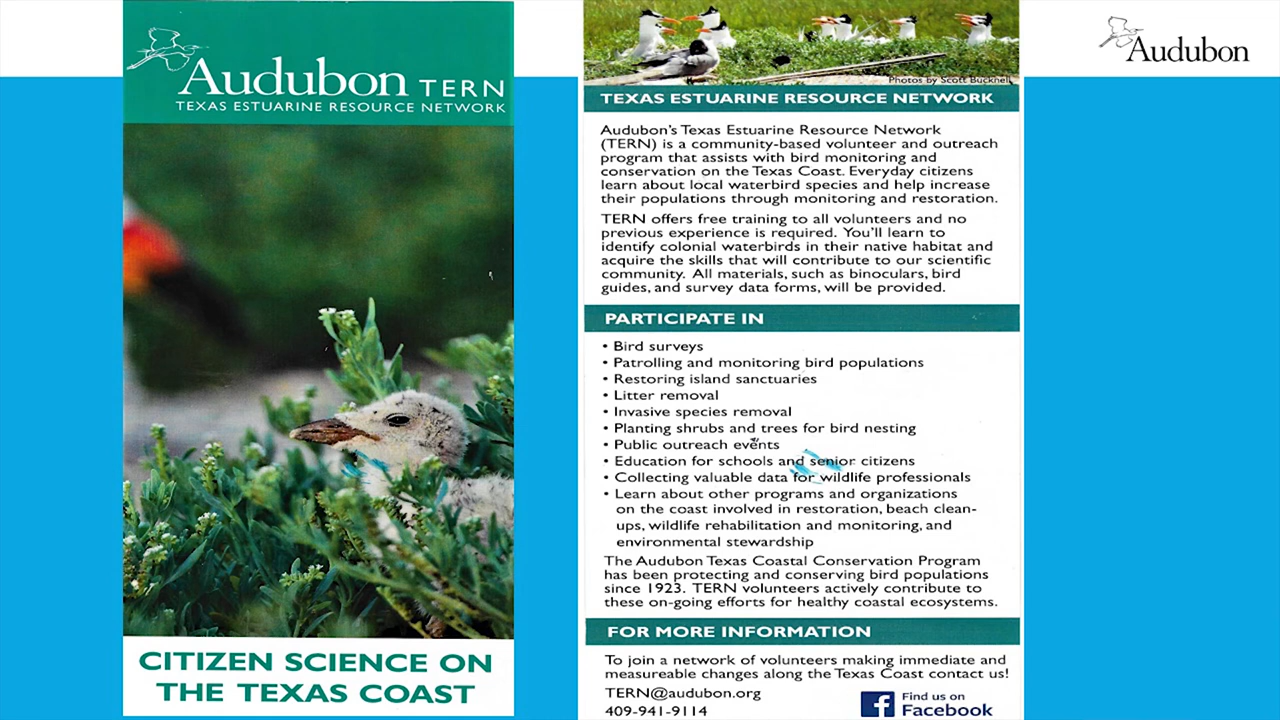 Audubon TERN
TEXAS ESTUARINE RESOURCE NETWORK
CITIZEN SCIENCE ON
THE TEXAS COAST
Photos by Scott Bucknell
TEXAS ESTUARINE RESOURCE NETWORK
Audubon's Texas Estuarine Resource Network
(TERN) is a community-based volunteer and outreach
program that assists with bird monitoring and
conservation on the Texas Coast. Everyday citizens
learn about local waterbird species and help increase
their populations through monitoring and restoration.
TERN offers free training to all volunteers and no
previous experience is required. You'll learn to
identify colonial waterbirds in their native habitat and
acquire the skills that will contribute to our scientific
community. All materials, such as binoculars, bird
guides, and survey data forms, will be provided.
PARTICIPATE IN
• Bird surveys
• Patrolling and monitoring bird populations
• Restoring island sanctuaries
• Litter removal
• Invasive species removal
• Planting shrubs and trees for bird nesting
• Public outreach events
• Education for schools and senior citizens
• Collecting valuable data for wildlife professionals
• Learn about other programs and organizations
on the coast involved in restoration, beach clean-
ups, wildlife rehabilitation and monitoring, and
environmental stewardship
The Audubon Texas Coastal Conservation Program
has been protecting and conserving bird populations
since 1923. TERN volunteers actively contribute to
these on-going efforts for healthy coastal ecosystems.
FOR MORE INFORMATION
To join a network of volunteers making immediate and
measureable changes along the Texas Coast contact us!
TERN@audubon.org
409-941-9114
Find us on
Facebook
Audubon